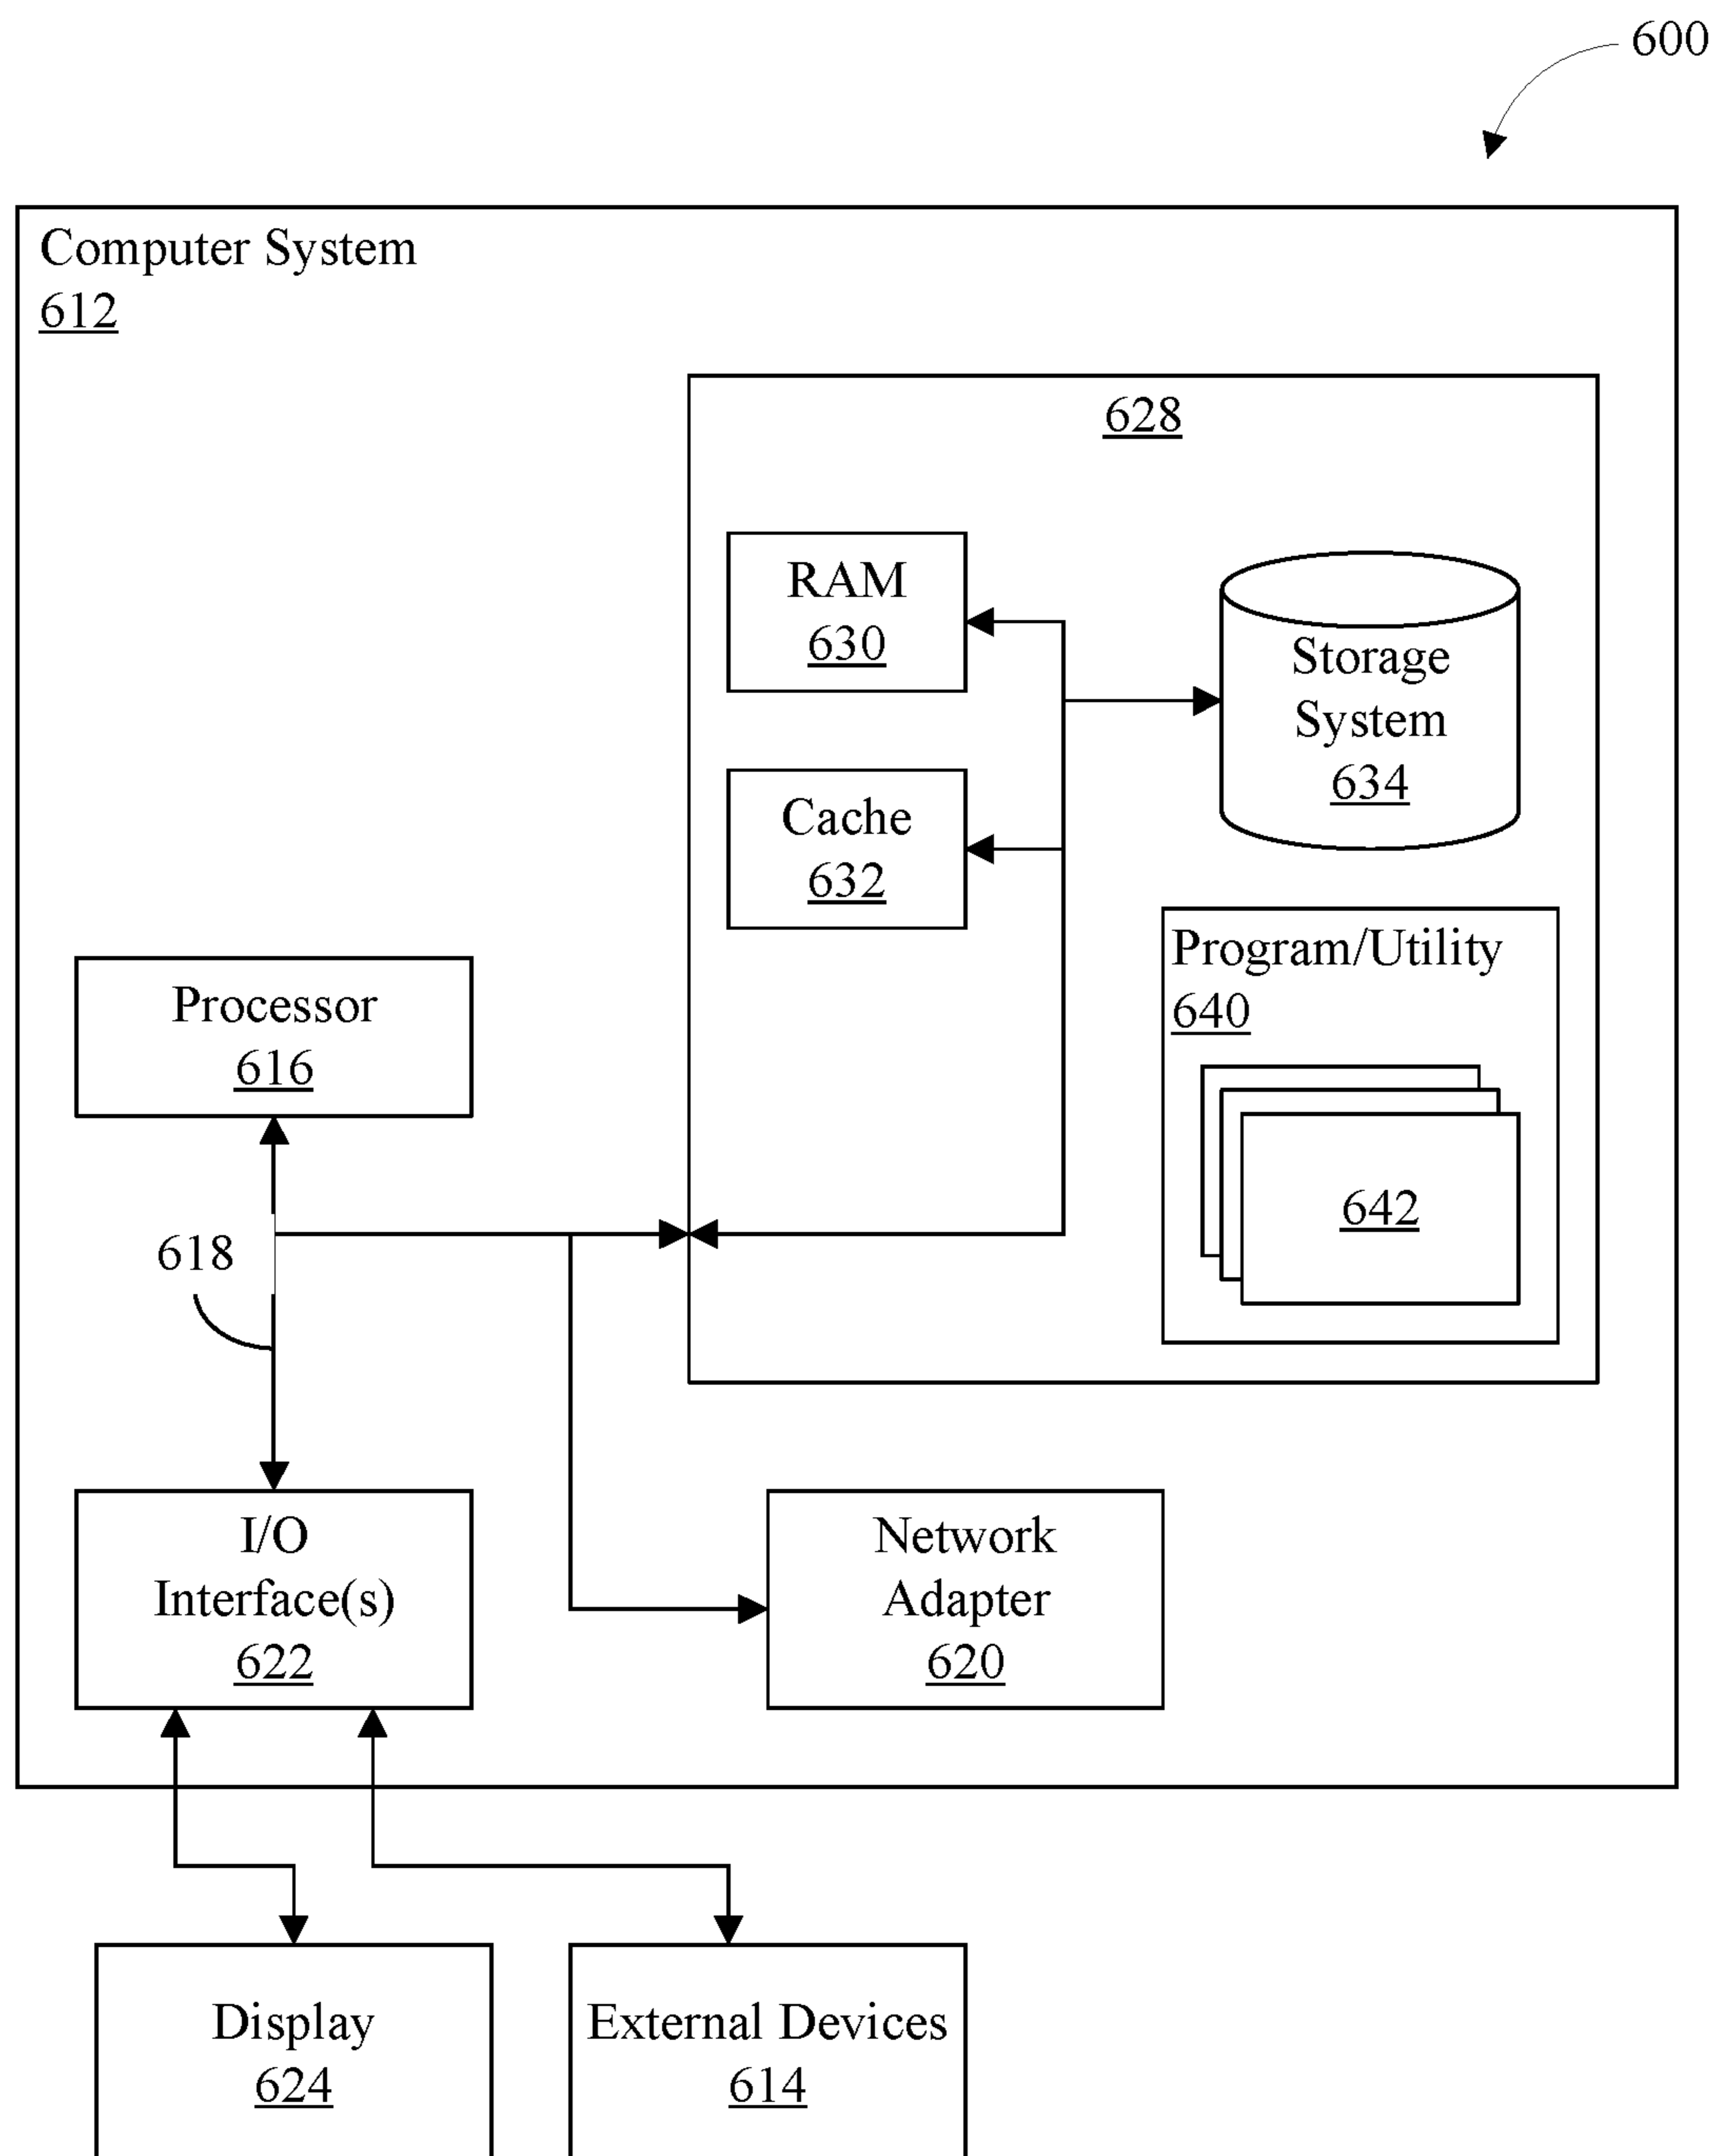 600
Computer System
612
628
RAM
630
Storage
System
634
Cache
632
Program/Utility
640
Processor
616
642
618
I/O
Interface(s)
622
Network
Adapter
620
Display
624
External Devices
614